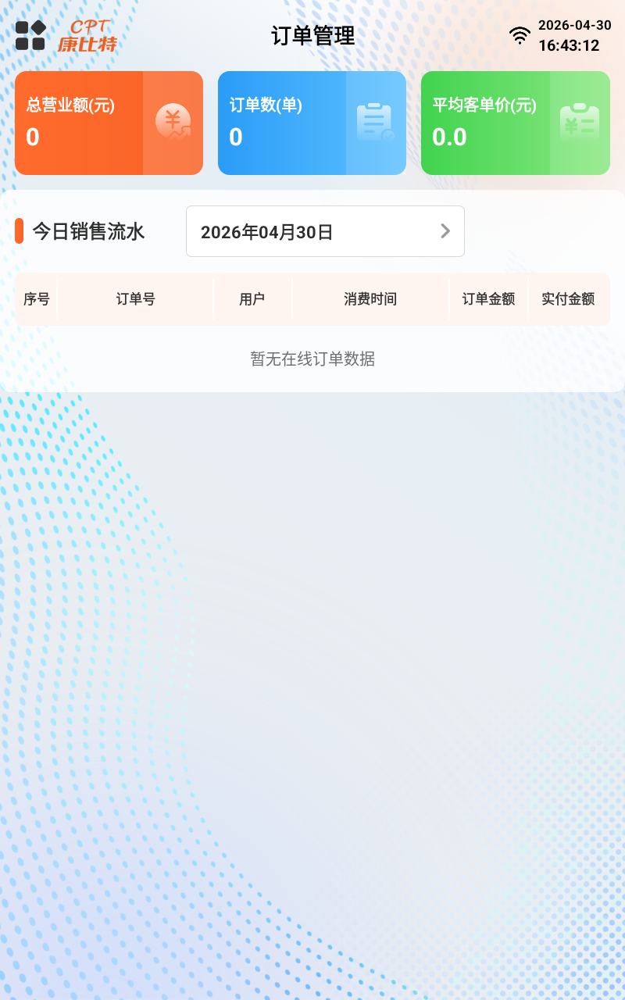 CPT
康比特
订单管理
2026-04-30
16:43:12
总营业额(元)
0
订单数(单)
0
平均客单价(元)
0.0
今日销售流水
2026年04月30日
序号 订单号 用户 消费时间 订单金额 实付金额
暂无在线订单数据